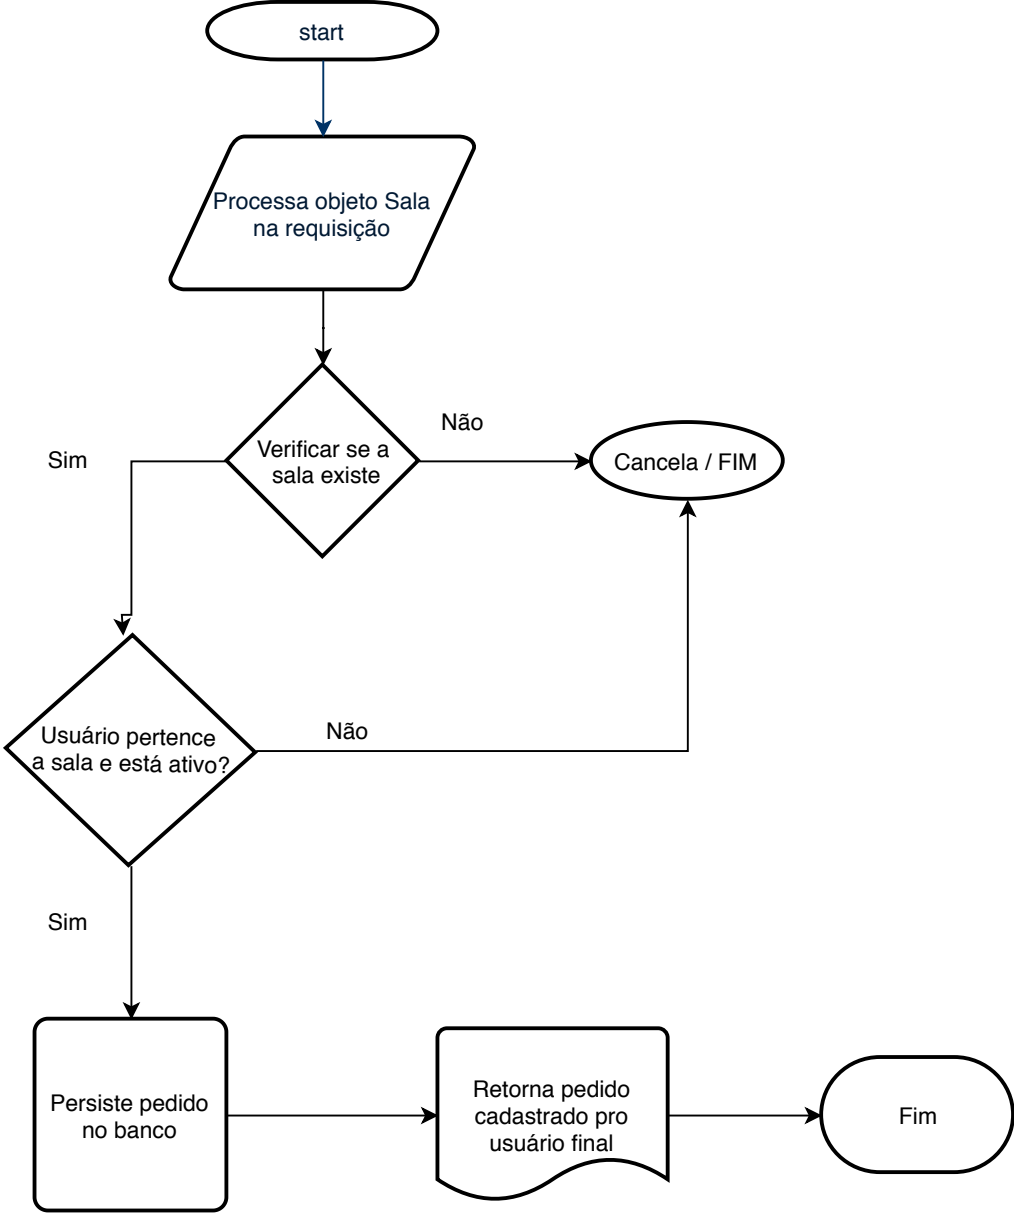 start
Processa objeto Sala
na requisição
Não
Verificar se a
sala existe
Sim
Cancela / FIM
Usuário pertence
a sala e está ativo?
Não
Sim
Persiste pedido
no banco
Retorna pedido
cadastrado pro
usuário final
Fim